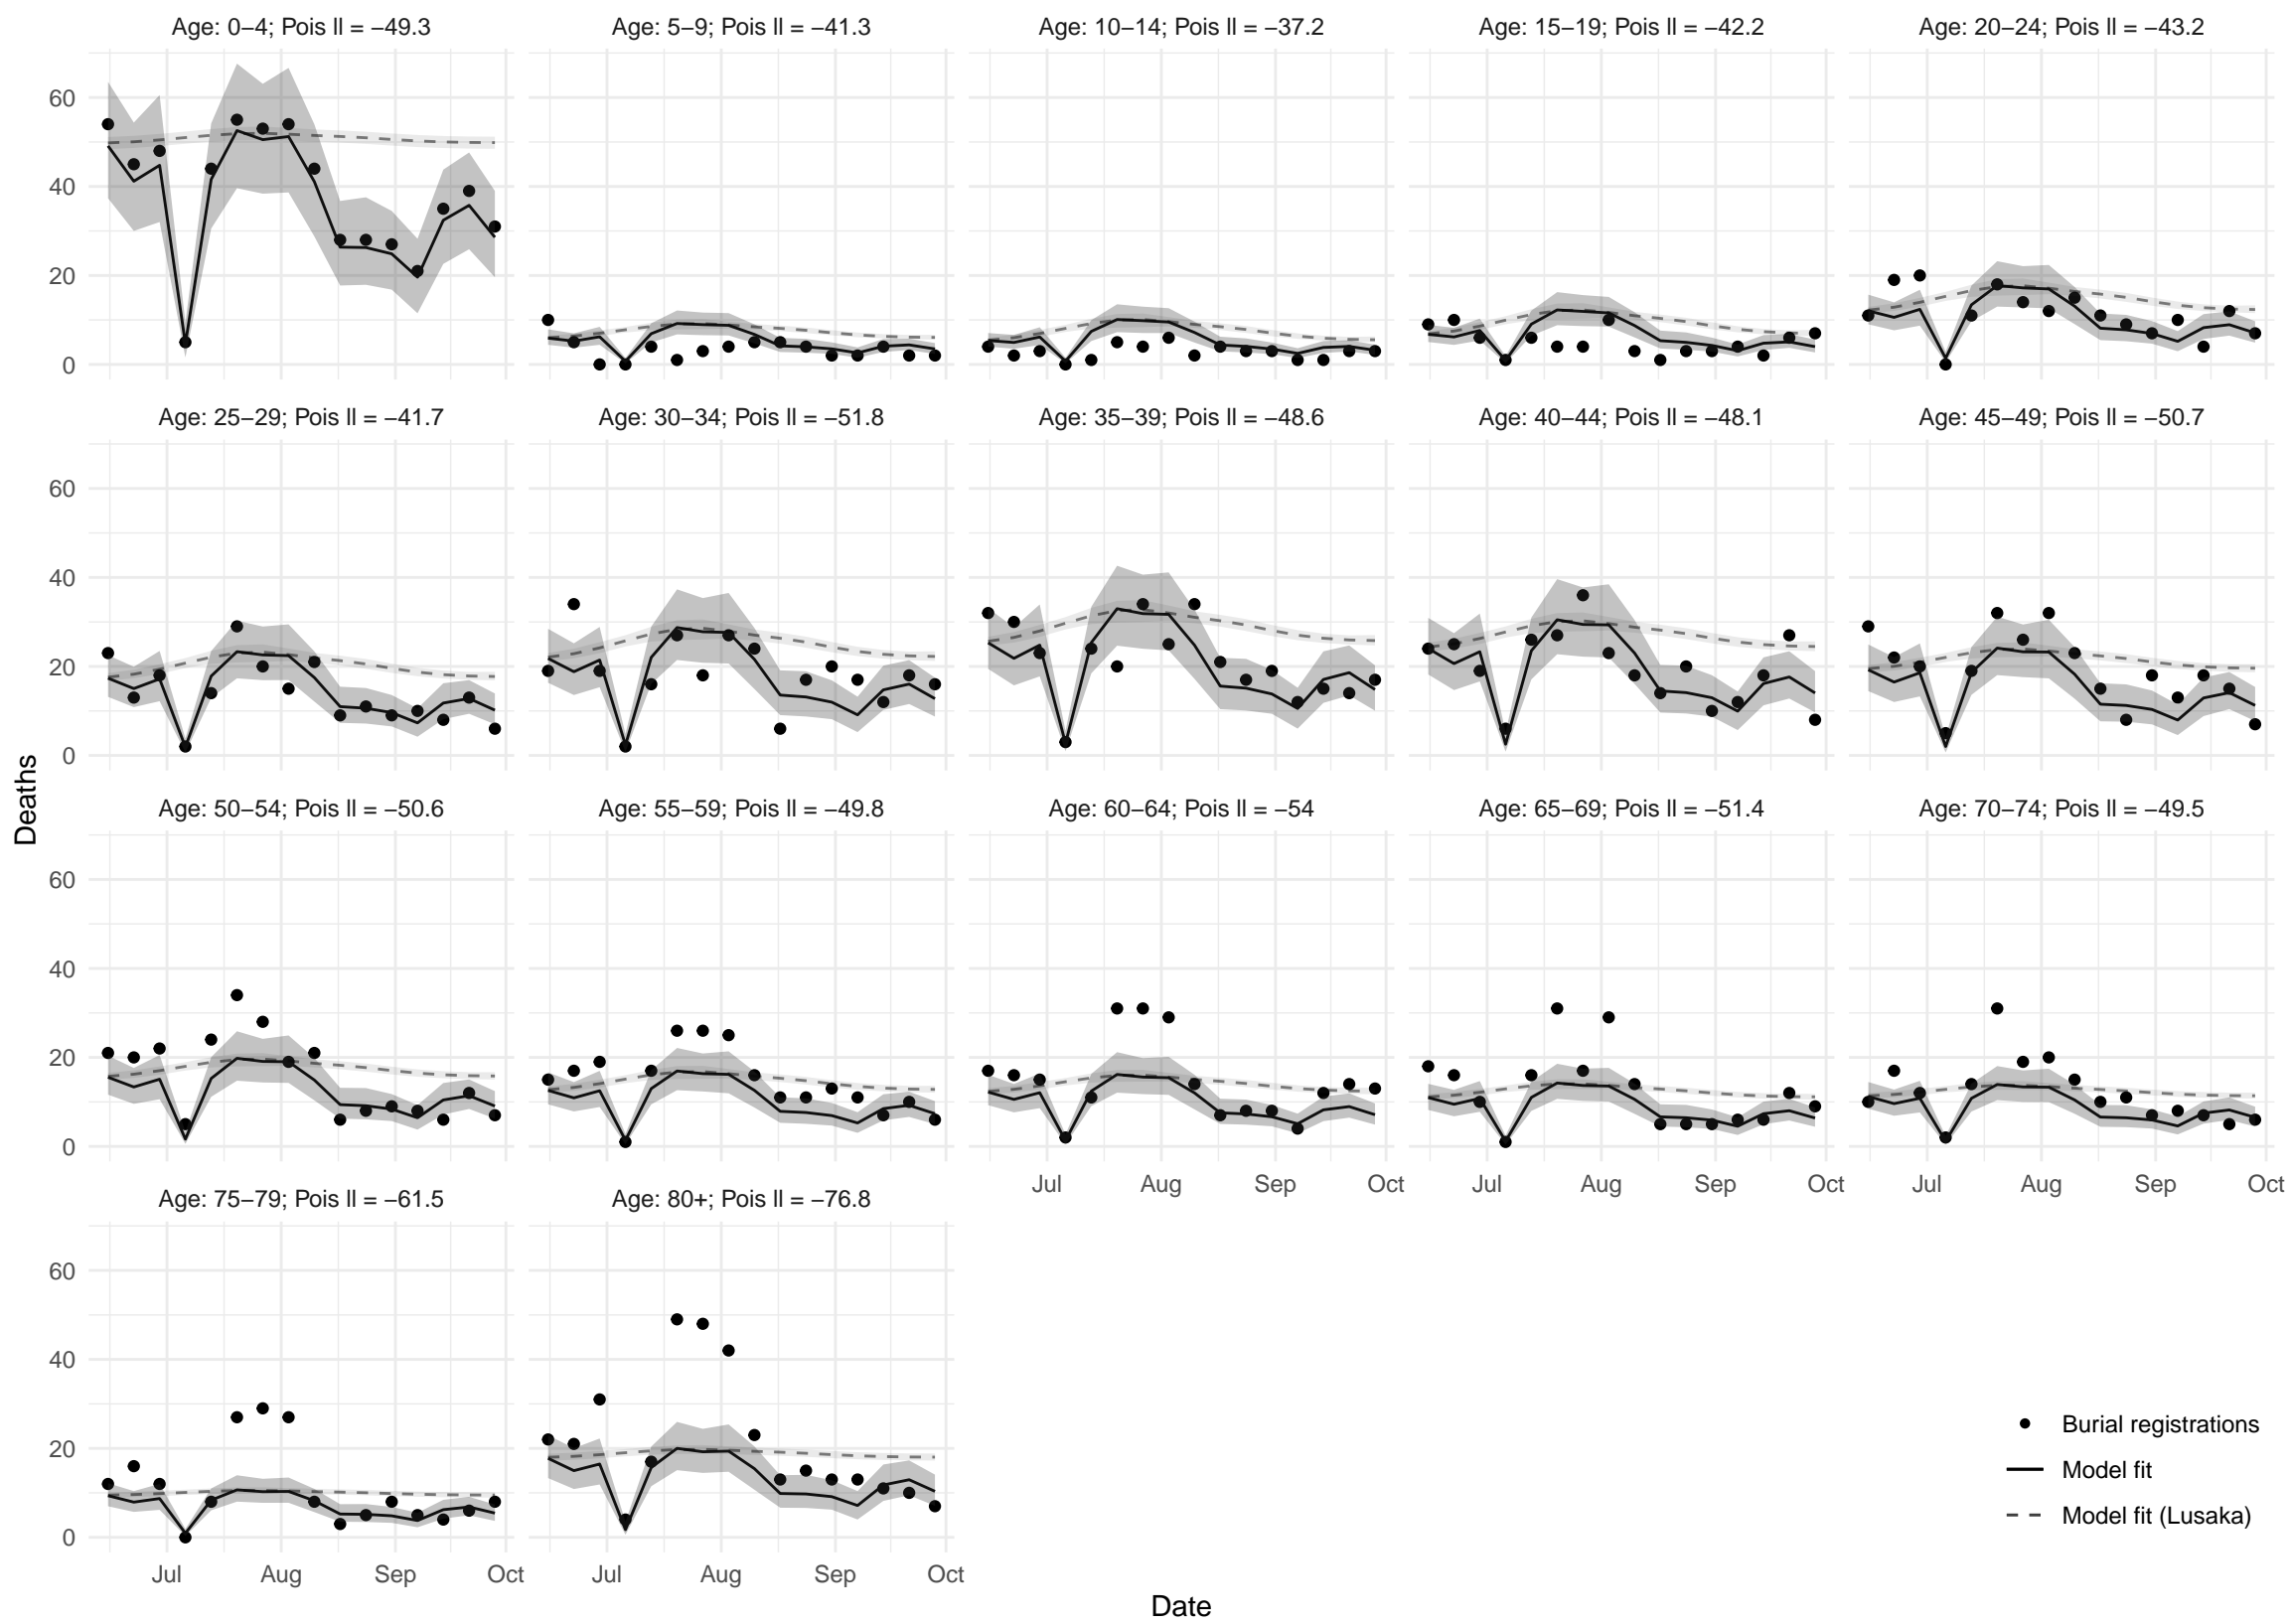 Age: 0−4; Pois ll = −49.3
Age: 5−9; Pois ll = −41.3
Age: 10−14; Pois ll = −37.2
Age: 15−19; Pois ll = −42.2
Age: 20−24; Pois ll = −43.2
60
40
20
0
Age: 25−29; Pois ll = −41.7
Age: 30−34; Pois ll = −51.8
Age: 35−39; Pois ll = −48.6
Age: 40−44; Pois ll = −48.1
Age: 45−49; Pois ll = −50.7
60
40
20
0
Deaths
Age: 50−54; Pois ll = −50.6
Age: 55−59; Pois ll = −49.8
Age: 60−64; Pois ll = −54
Age: 65−69; Pois ll = −51.4
Age: 70−74; Pois ll = −49.5
60
40
20
0
Jul Aug Sep Oct
Jul Aug Sep Oct
Jul Aug Sep Oct
Age: 75−79; Pois ll = −61.5
Age: 80+; Pois ll = −76.8
60
40
20
0
Jul Aug Sep Oct
Jul Aug Sep Oct
Burial registrations
Model fit
Model fit (Lusaka)
Date